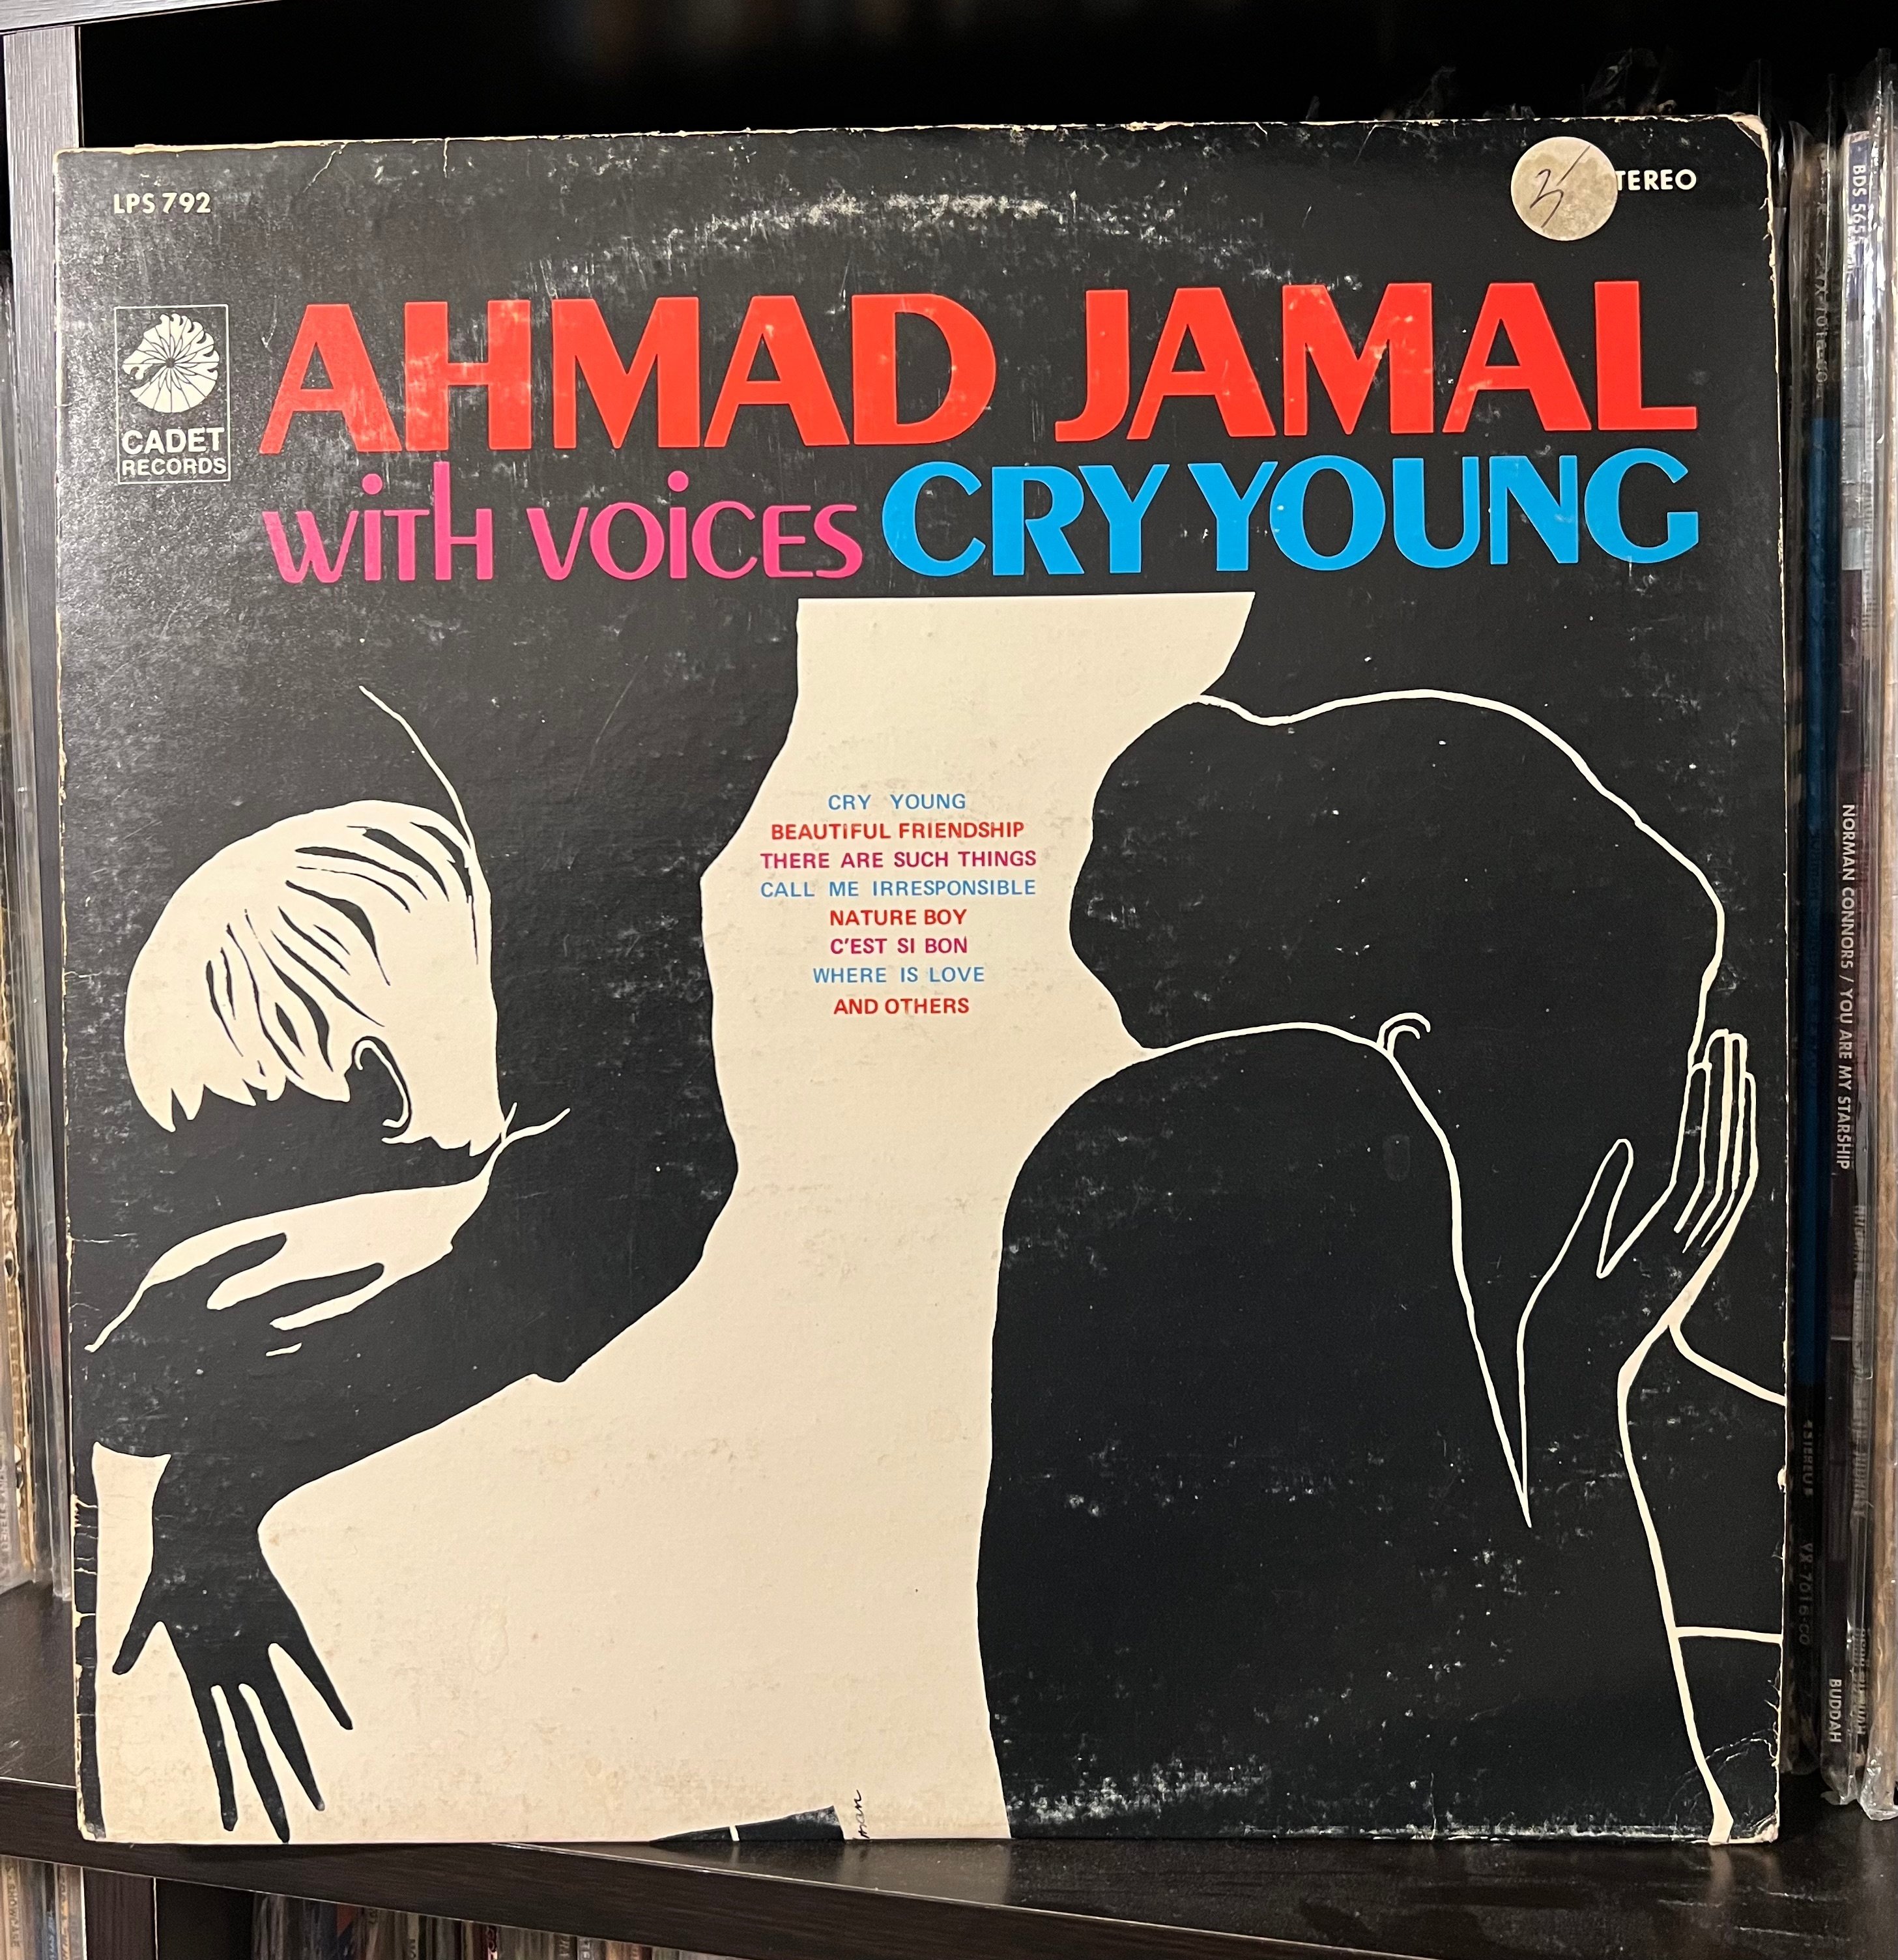 LPS 792
TEREO
AHMAD JAMAL
CADET
RECORDS
with voices CRY YOUNG
CRY YOUNG
BEAUTIFUL FRIENDSHIP
THERE ARE SUCH THINGS
CALL ME IRRESPONSIBLE
NATURE BOY
C'EST SI BON
WHERE IS LOVE
AND OTHERS
BDS 5655
NORMAN CONNORS / YOU ARE MY STARSHIP
BUDDAH